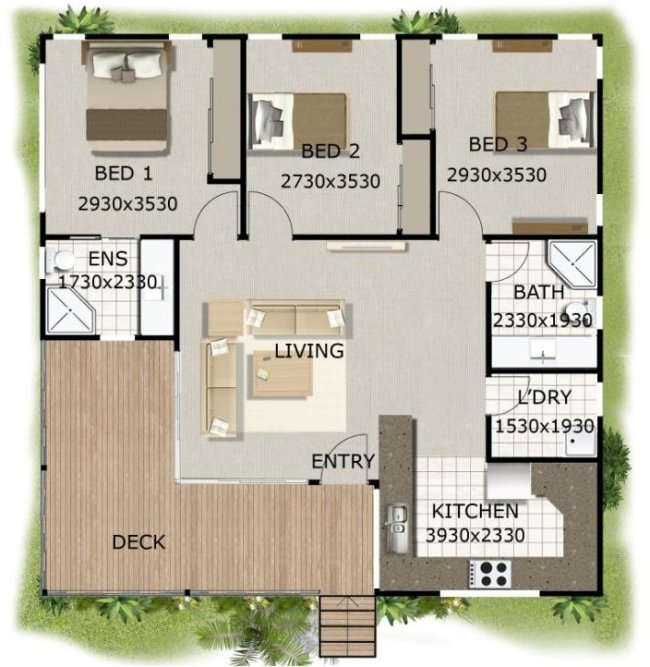 BED 1
2930x3530
BED 2
2730x3530
BED 3
2930x3530
ENS
1730x2330
BATH
2330x1930
LIVING
L'DRY
1530x1930
ENTRY
KITCHEN
3930x2330
DECK